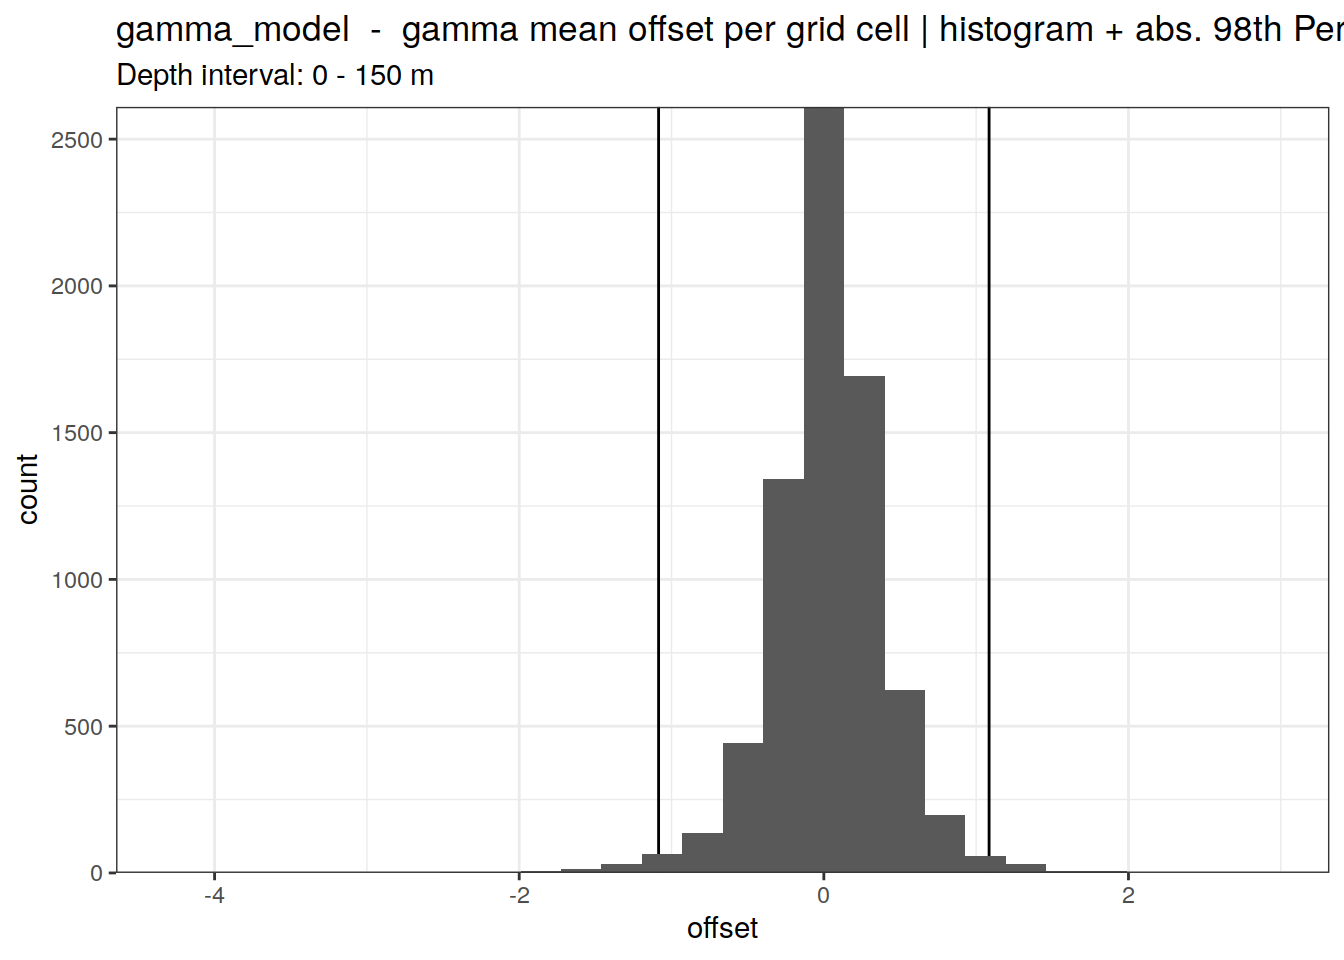 gamma_model  -  gamma mean offset per grid cell | histogram + abs. 98th Per
Depth interval: 0 - 150 m
2500
2000
1500
1000
500
0
count
-4
-2
0
2
offset